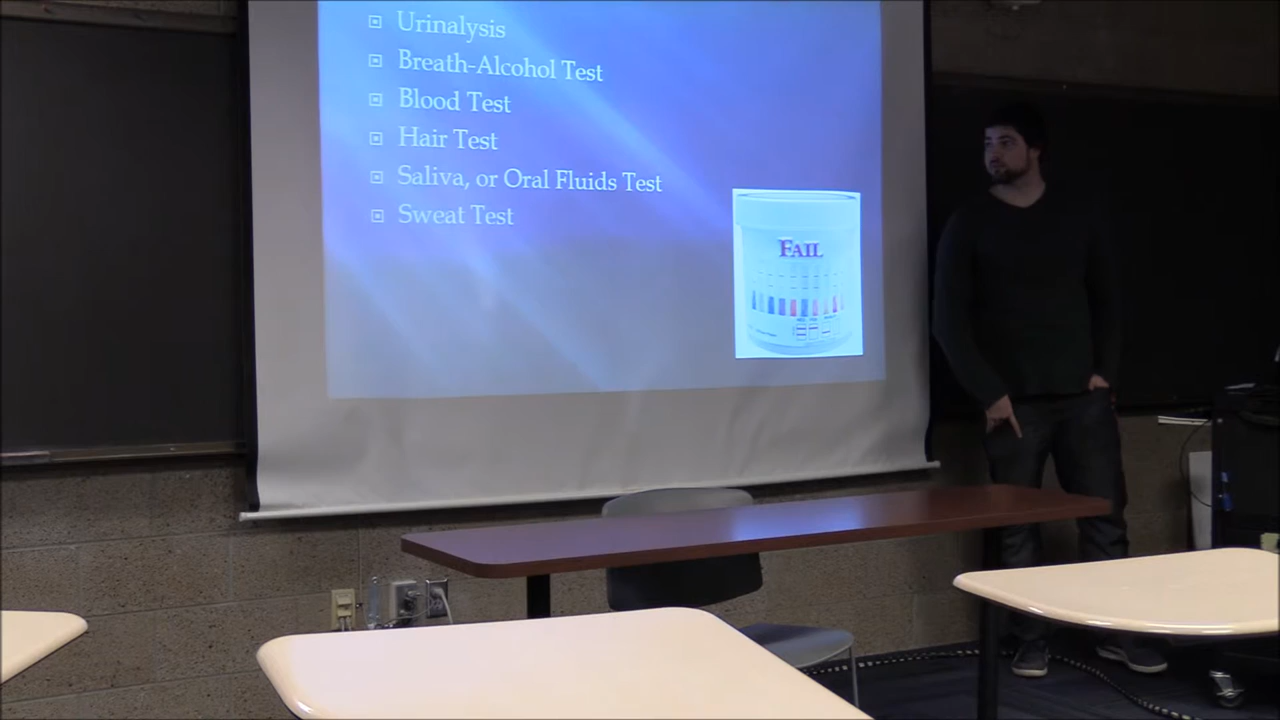 Urinalysis
Breath-Alcohol Test
Blood Test
Hair Test
Saliva, or Oral Fluids Test
Sweat Test
FAIL